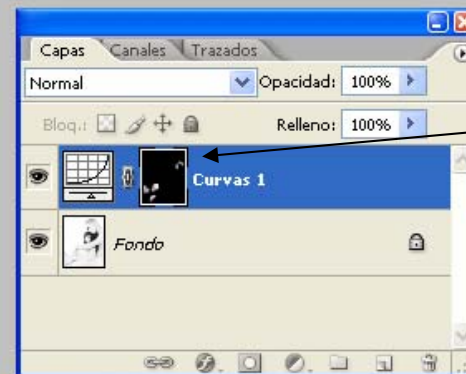 Capas Canales Trazados
Normal Opacidad: 100%
Bloq.: Relleno: 100%
Curvas 1
Fondo